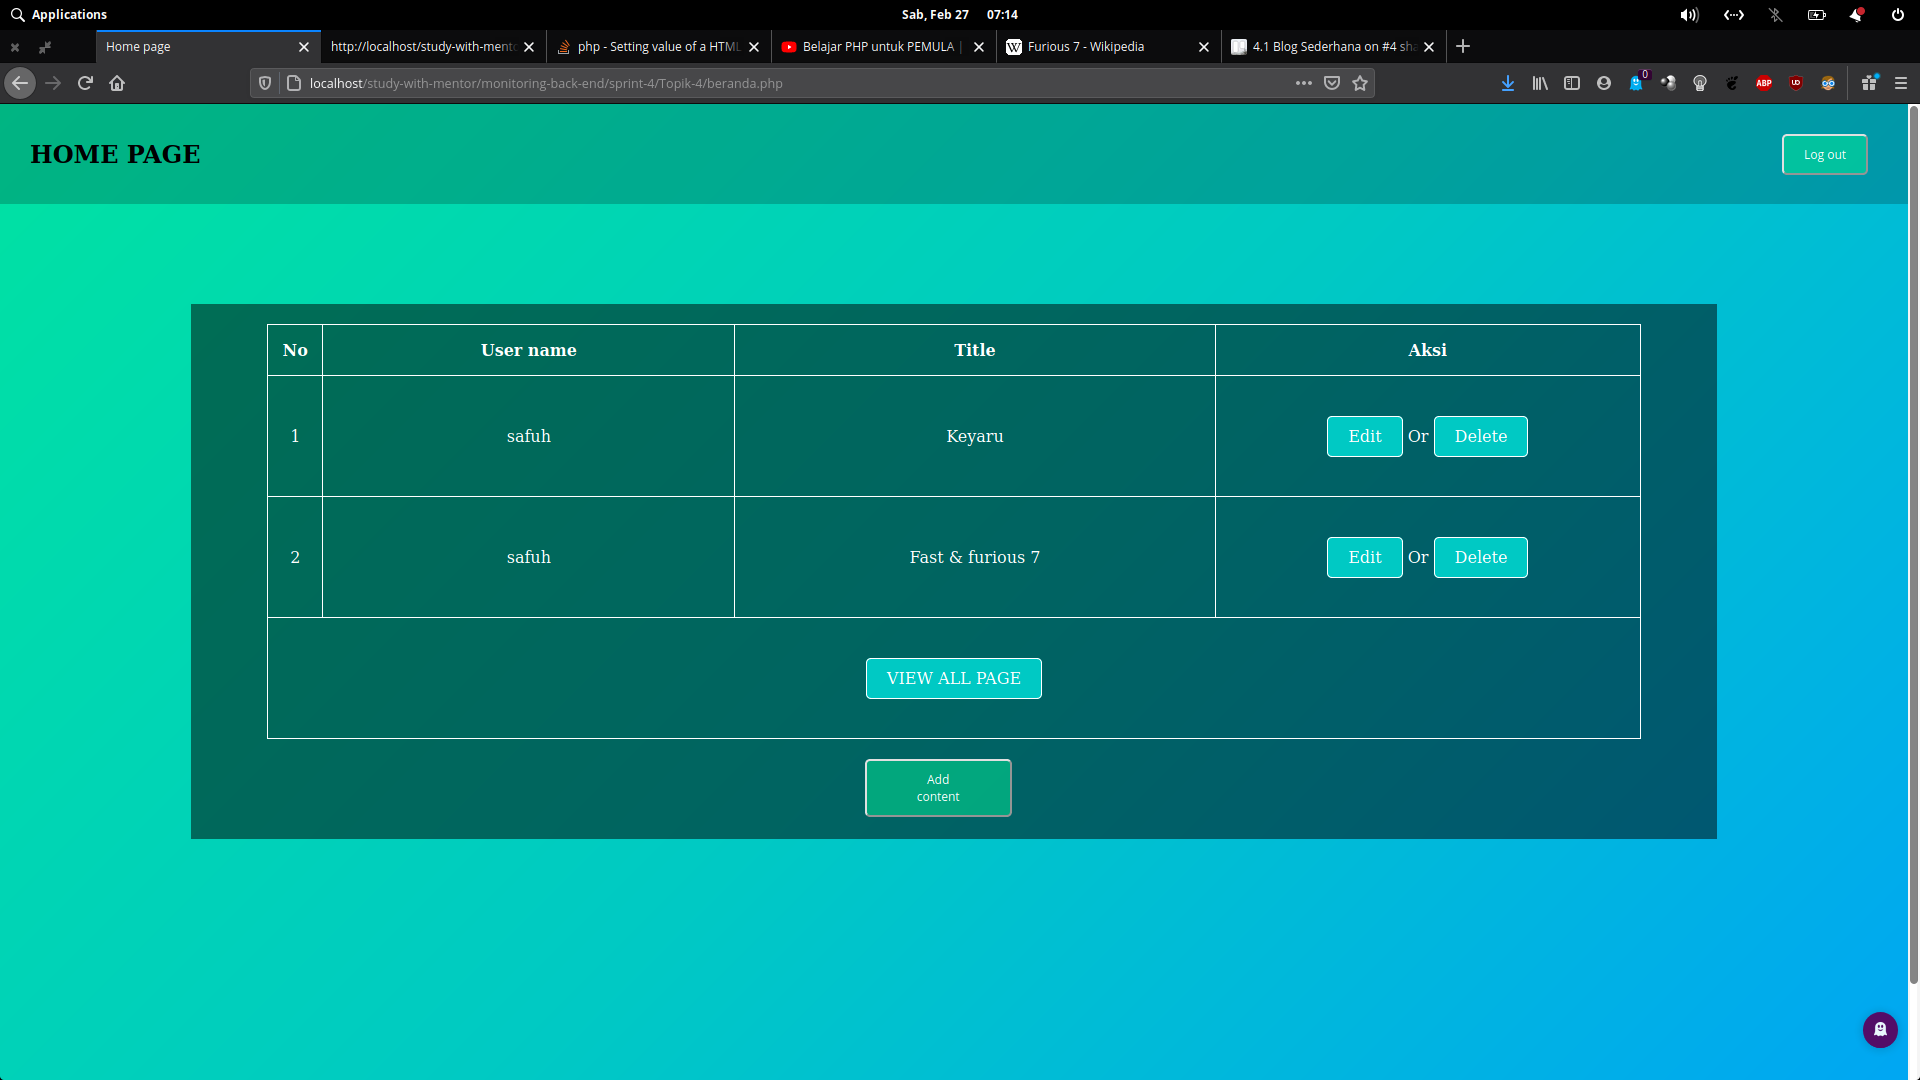 Applications
Sab, Feb 27 07:14
Home page
http://localhost/study-with-mento
php - Setting value of a HTML
Belajar PHP untuk PEMULA |
Furious 7 - Wikipedia
4.1 Blog Sederhana on #4 sha
localhost/study-with-mentor/monitoring-back-end/sprint-4/Topik-4/beranda.php
0
ABP
HOME PAGE
Log out
No User name Title Aksi
1 safuh Keyaru Edit Or Delete
2 safuh Fast & furious 7 Edit Or Delete
VIEW ALL PAGE
Add
content